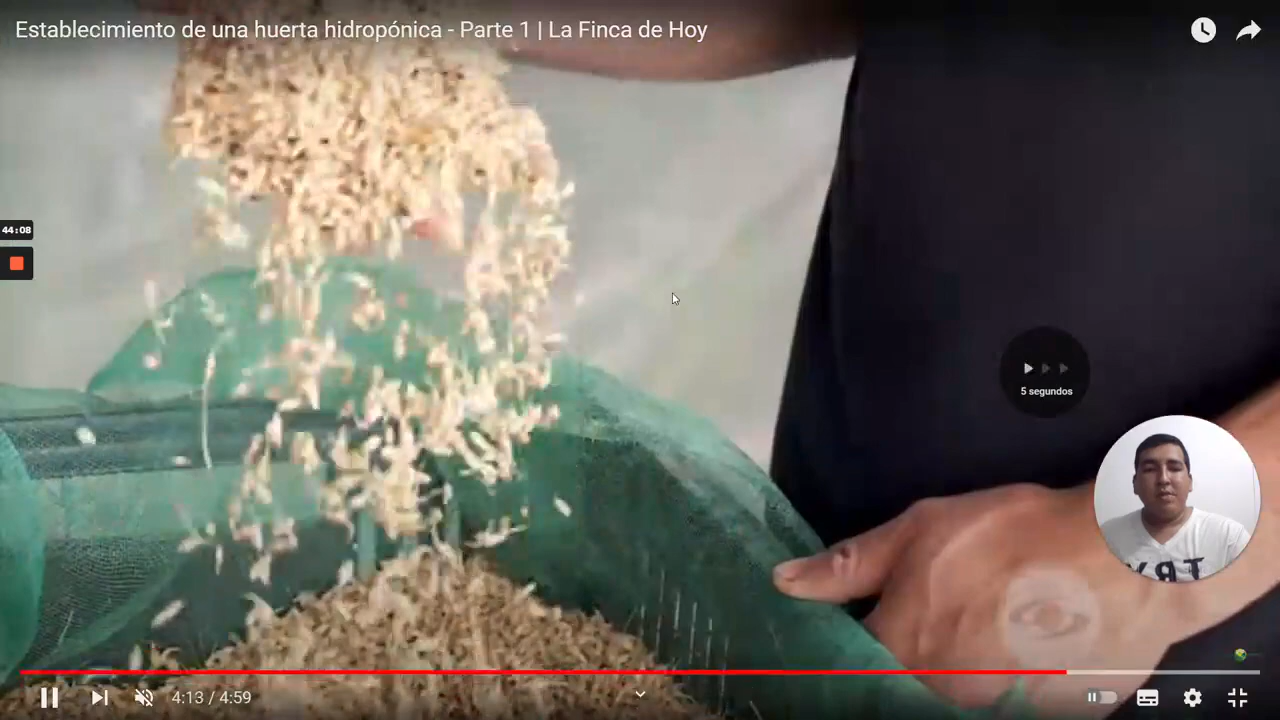 Establecimiento de una huerta hidropónica - Parte 1 | La Finca de Hoy
44:08
5 segundos
4:13 / 4:59